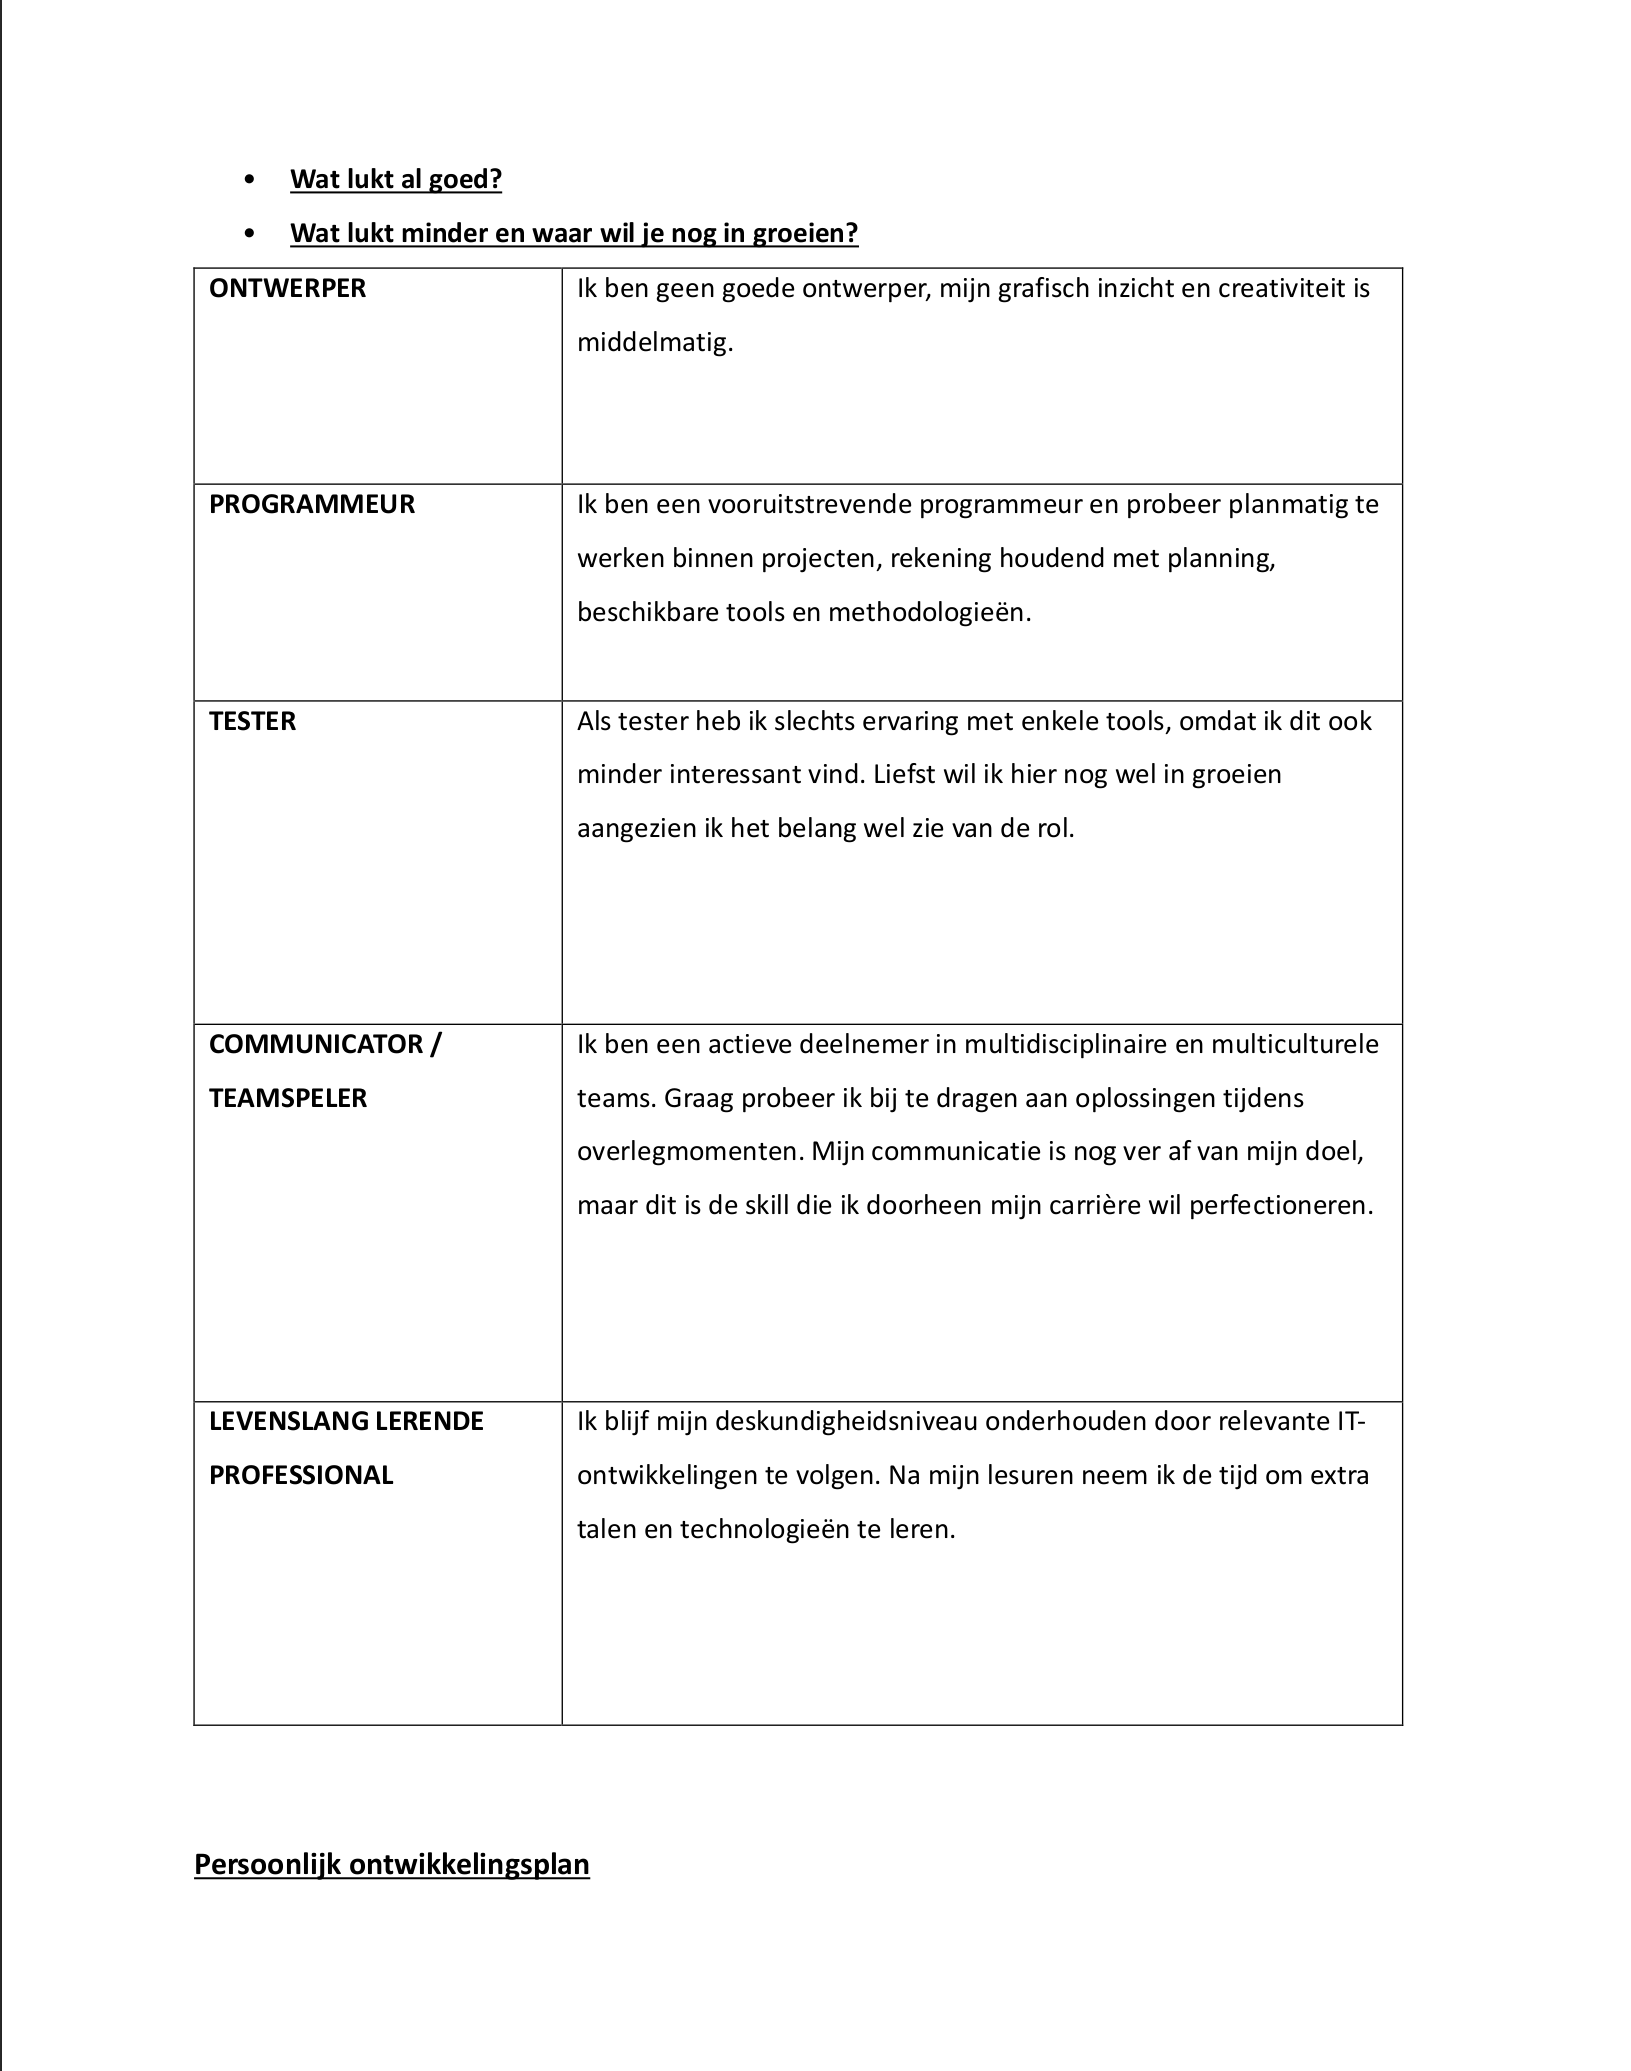 • Wat lukt al goed?
• Wat lukt minder en waar wil je nog in groeien?
ONTWERPER
Ik ben geen goede ontwerper, mijn grafisch inzicht en creativiteit is
middelmatig.
PROGRAMMEUR
Ik ben een vooruitstrevende programmeur en probeer planmatig te
werken binnen projecten, rekening houdend met planning,
beschikbare tools en methodologieën.
TESTER
Als tester heb ik slechts ervaring met enkele tools, omdat ik dit ook
minder interessant vind. Liefst wil ik hier nog wel in groeien
aangezien ik het belang wel zie van de rol.
COMMUNICATOR /
TEAMSPELER
Ik ben een actieve deelnemer in multidisciplinaire en multiculturele
teams. Graag probeer ik bij te dragen aan oplossingen tijdens
overlegmomenten. Mijn communicatie is nog ver af van mijn doel,
maar dit is de skill die ik doorheen mijn carrière wil perfectioneren.
LEVENSLANG LERENDE
PROFESSIONAL
Ik blijf mijn deskundigheidsniveau onderhouden door relevante IT-
ontwikkelingen te volgen. Na mijn lesuren neem ik de tijd om extra
talen en technologieën te leren.
Persoonlijk ontwikkelingsplan